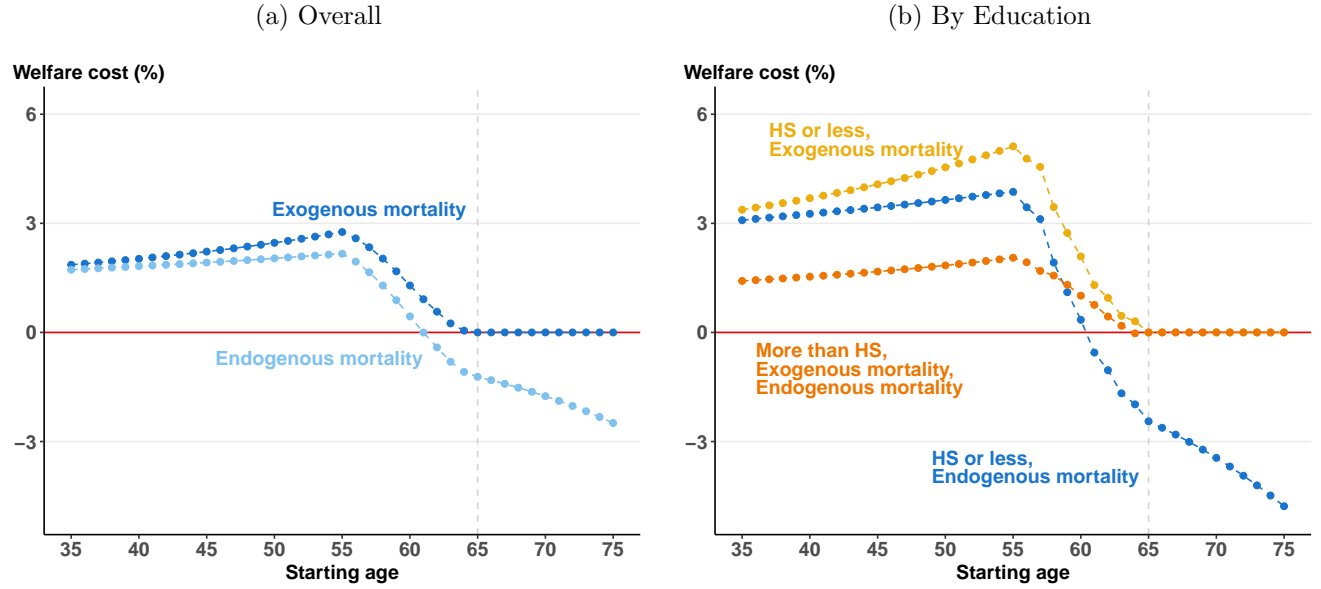 (a) Overall
Welfare cost (%)
6
3
0
−3
Exogenous mortality
Endogenous mortality
35 40 45 50 55 60 65 70 75
Starting age
(b) By Education
Welfare cost (%)
6
3
0
−3
HS or less,
Exogenous mortality
More than HS,
Exogenous mortality,
Endogenous mortality
HS or less,
Endogenous mortality
35 40 45 50 55 60 65 70 75
Starting age